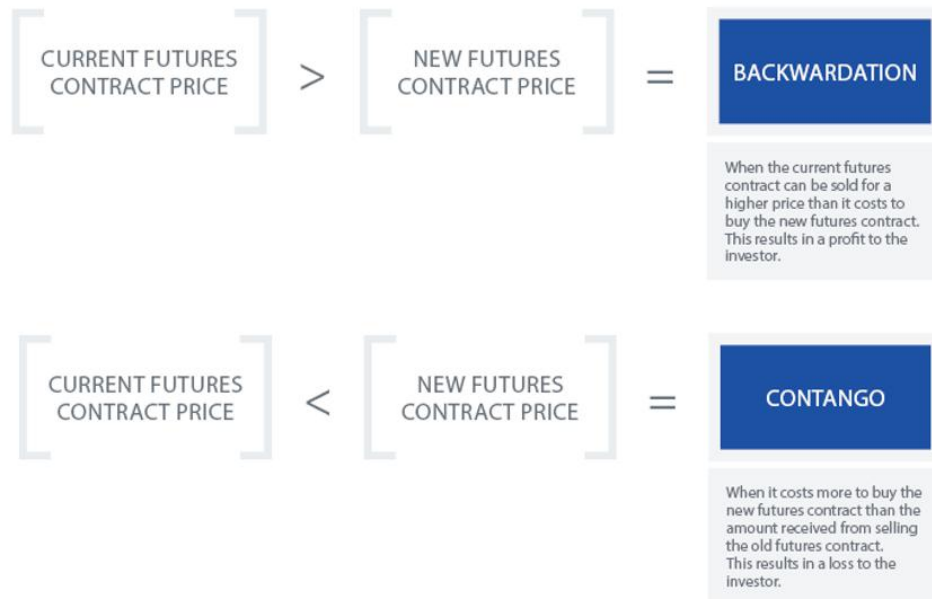 CURRENT FUTURES
CONTRACT PRICE
>
NEW FUTURES
CONTRACT PRICE
=
BACKWARDATION
When the current futures
contract can be sold for a
higher price than it costs to
buy the new futures contract.
This results in a profit to the
investor.
CURRENT FUTURES
CONTRACT PRICE
<
NEW FUTURES
CONTRACT PRICE
=
CONTANGO
When it costs more to buy the
new futures contract than the
amount received from selling
the old futures contract.
This results in a loss to the
investor.